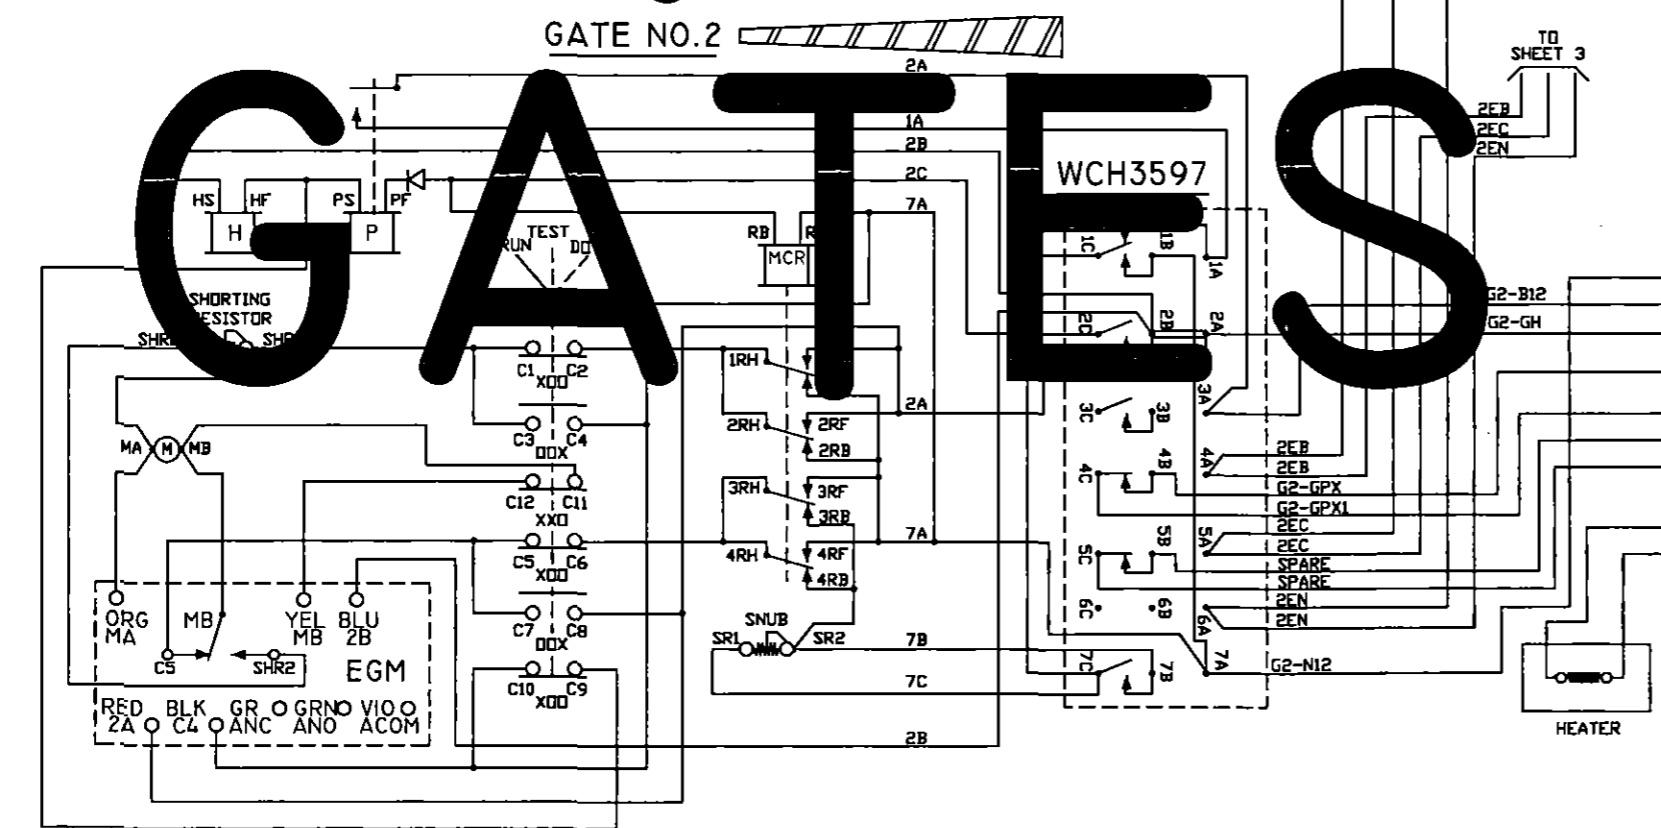 GATE NO.2
GATES
TO
SHEET 3
2A
1A
2B
2C
7A
WCH3597
2EB
2EC
2EN
HS HF PS PF
H P
TEST
RUN
RB
MCR
1C 1B 1A
2C 2B 2A
G2-B12
G2-GH
SHORTING
C1 C2
XOO
1RH
2A
2RH 2RF
2RB
3C 3B 3A
C3 C4
OOX
MA M MB
3RH 3RF
3RB
4C 4B 4A
2EB
2EB
G2-GPX
G2-GPX1
C12 C11
XXO
C5 C6
XOO
4RH 4RF
4RB
7A
5C 5B 5A
2EC
2EC
SPARE
SPARE
6C 6B 6A
2EN
2EN
C7 C8
OOX
ORG
MA
MB
YEL
MB
BLU
2B
C5 SHR2
EGM
SNUB
SR1 SR2
7B
7C
7C 7B 7A
G2-N12
C10 C9
XOO
RED
2A
BLK
C4
GR
ANC
GRN
ANO
VIO
ACOM
2B
HEATER